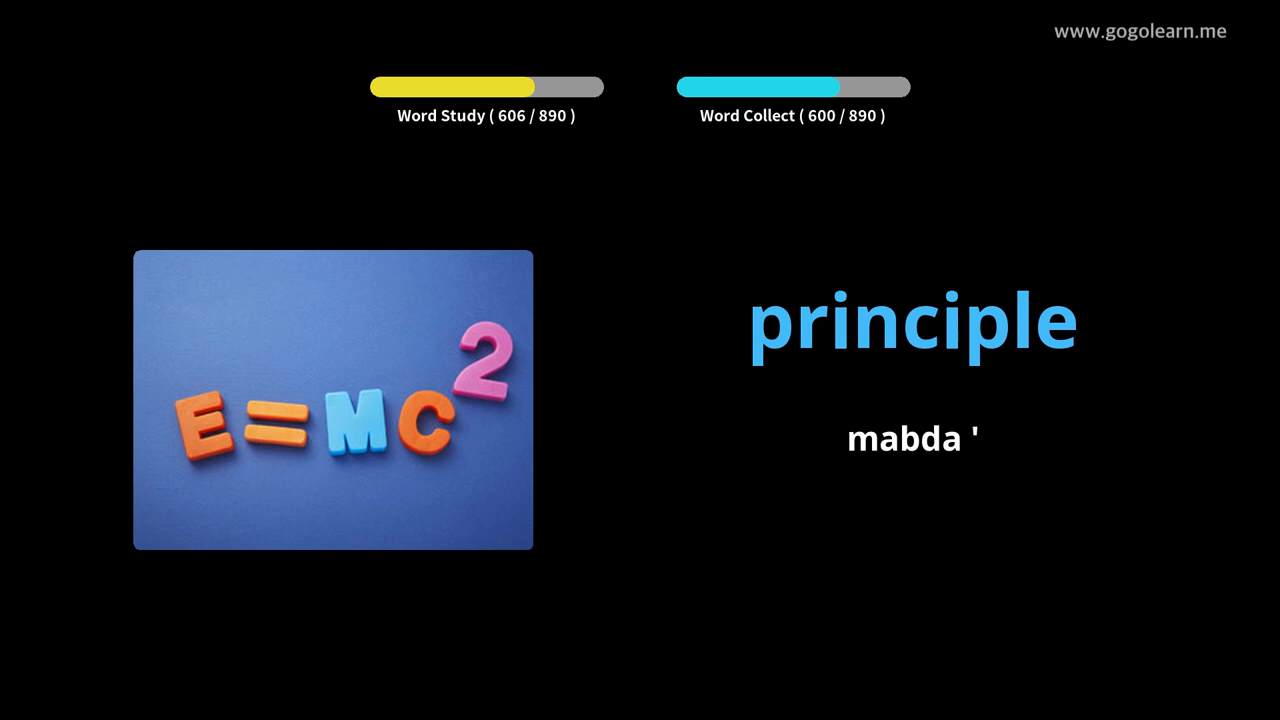 www.gogolearn.me
Word Study ( 606 / 890 )
Word Collect ( 600 / 890 )
E=MC²
principle
mabda '